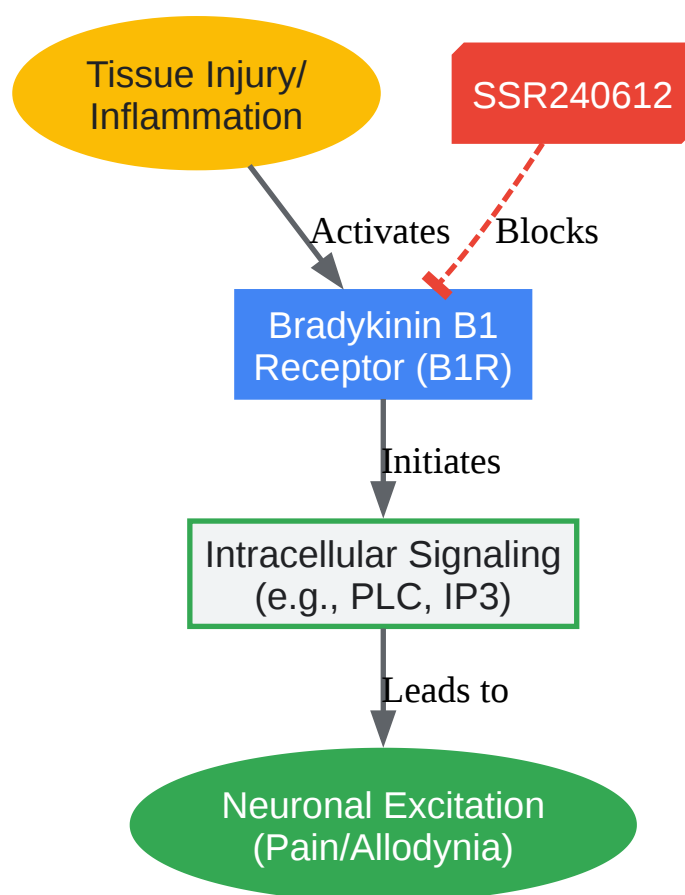 Tissue Injury/
Inflammation
SSR240612
Activates
Blocks
Bradykinin B1
Receptor (B1R)
Initiates
Intracellular Signaling
(e.g., PLC, IP3)
Leads to
Neuronal Excitation
(Pain/Allodynia)